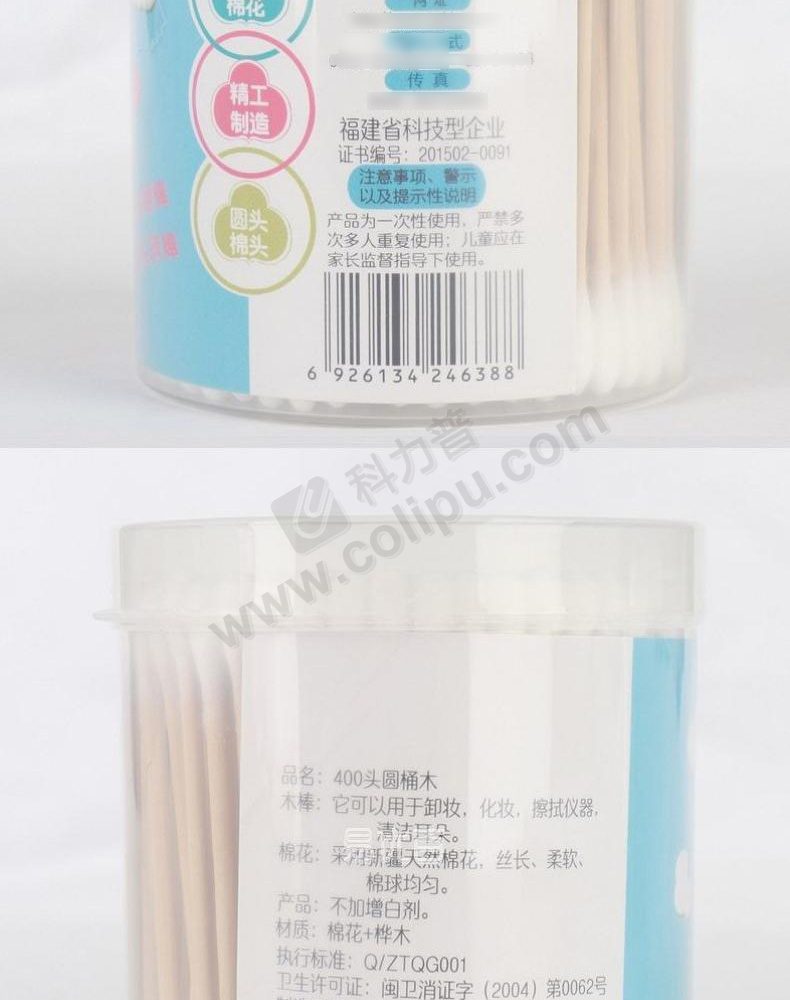 棉花
式
传真
精工
制造
福建省科技型企业
证书编号：201502-0091
注意事项、警示
以及提示性说明
圆头
棉头
产品为一次性使用，严禁多
次多人重复使用；儿童应在
家长监督指导下使用。
6 926134 246388
科力普
www.colipu.com
品名：400头圆桶木
木棒：它可以用于卸妆，化妆，擦拭仪器，
清洁耳朵。
棉花：采用新疆天然棉花，丝长、柔软、
棉球均匀。
产品：不加增白剂。
材质：棉花+桦木
执行标准：Q/ZTQG001
卫生许可证：闽卫消证字（2004）第0062号